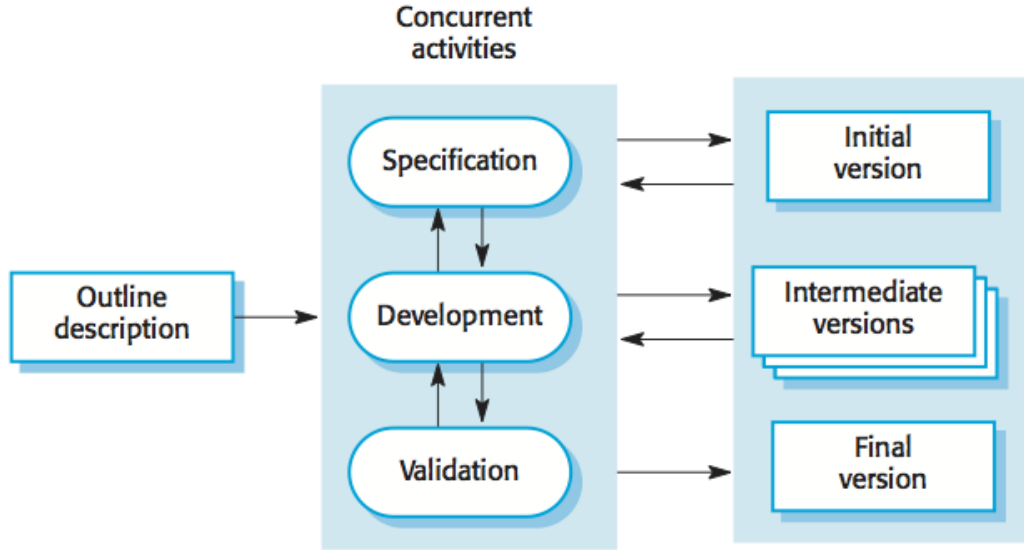 Concurrent
activities
Specification
Initial
version
Outline
description
Development
Intermediate
versions
Validation
Final
version